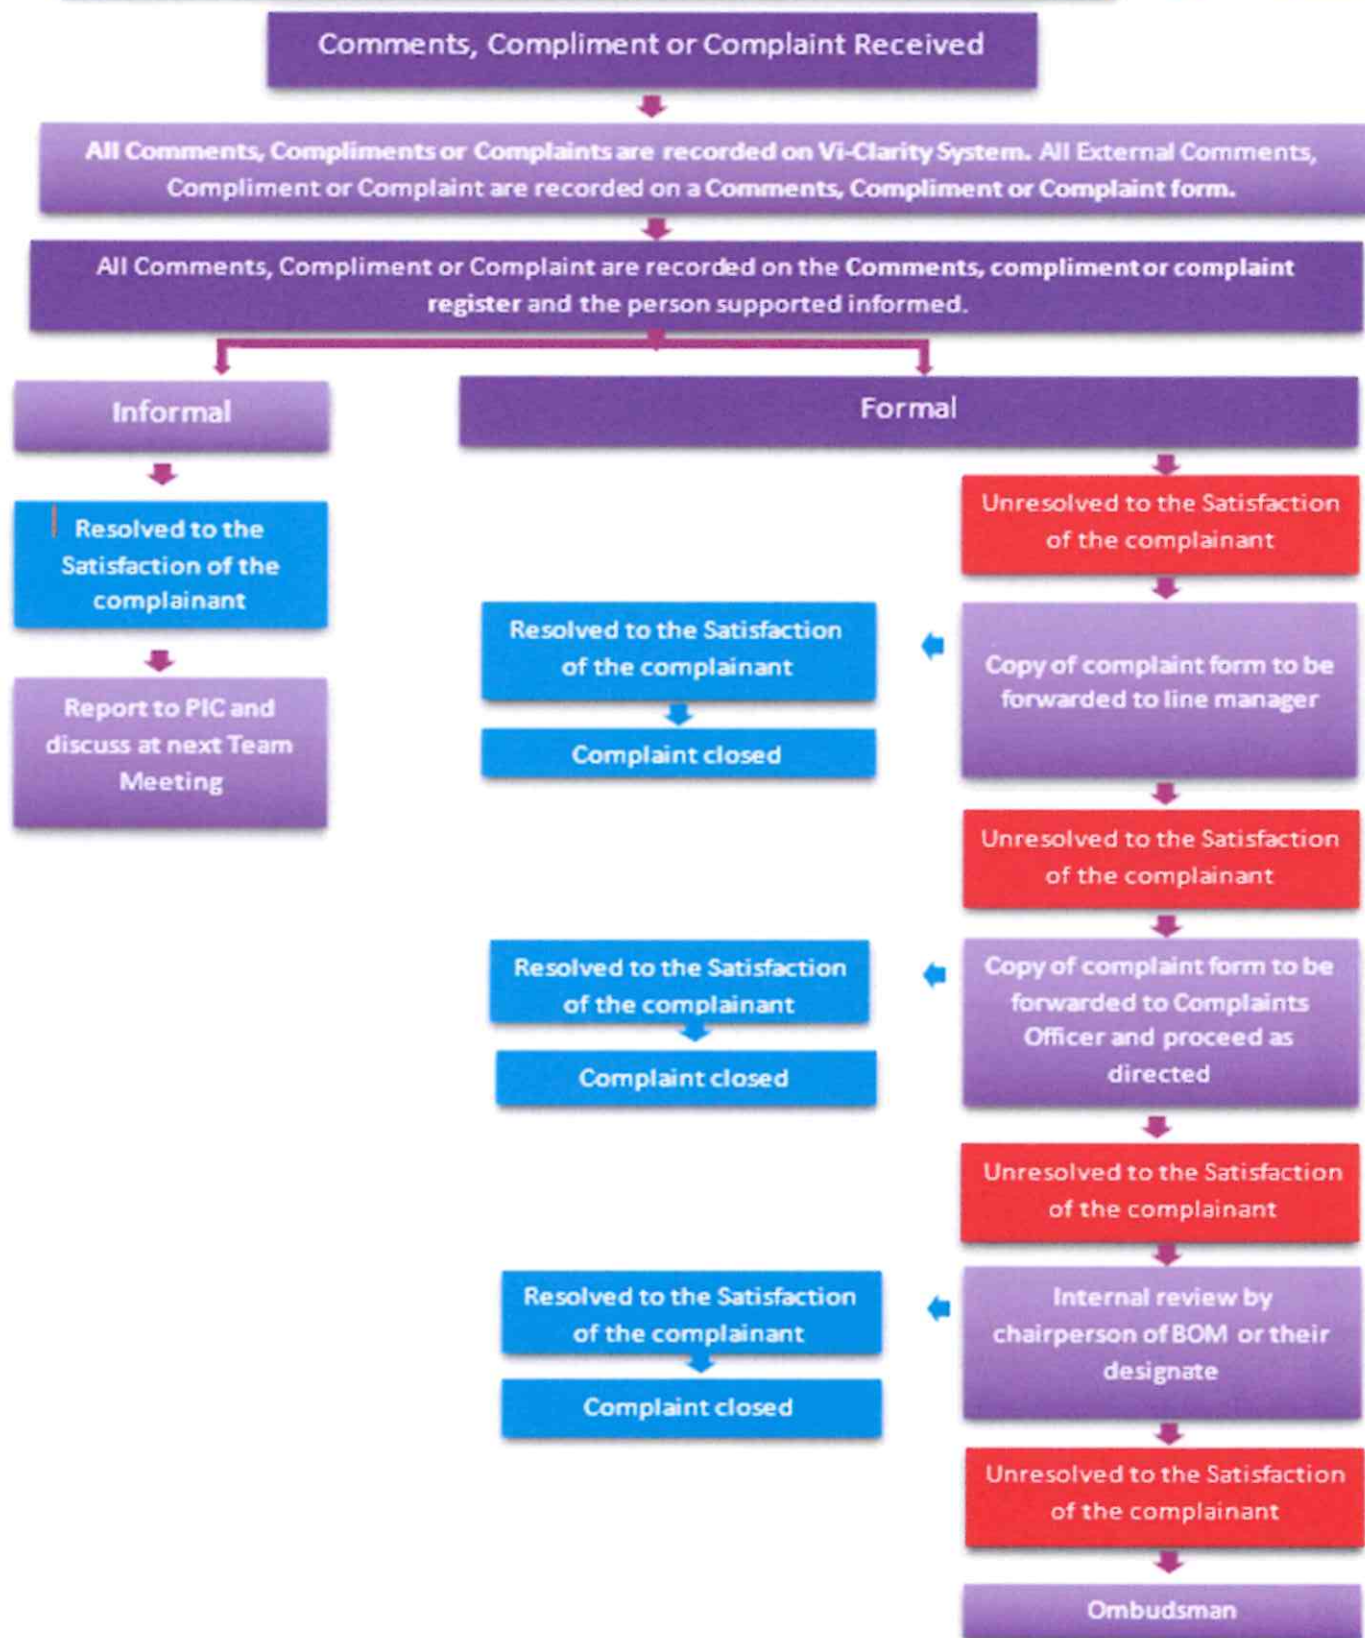 Comments, Compliment or Complaint Received
All Comments, Compliments or Complaints are recorded on Vi-Clarity System. All External Comments,
Compliment or Complaint are recorded on a Comments, Compliment or Complaint form.
All Comments, Compliment or Complaint are recorded on the Comments, compliment or complaint
register and the person supported informed.
Informal
Resolved to the
Satisfaction of the
complainant
Report to PIC and
discuss at next Team
Meeting
Formal
Unresolved to the Satisfaction
of the complainant
Copy of complaint form to be
forwarded to line manager
Resolved to the Satisfaction
of the complainant
Complaint closed
Unresolved to the Satisfaction
of the complainant
Copy of complaint form to be
forwarded to Complaints
Officer and proceed as
directed
Resolved to the Satisfaction
of the complainant
Complaint closed
Unresolved to the Satisfaction
of the complainant
Internal review by
chairperson of BOM or their
designate
Resolved to the Satisfaction
of the complainant
Complaint closed
Unresolved to the Satisfaction
of the complainant
Ombudsman